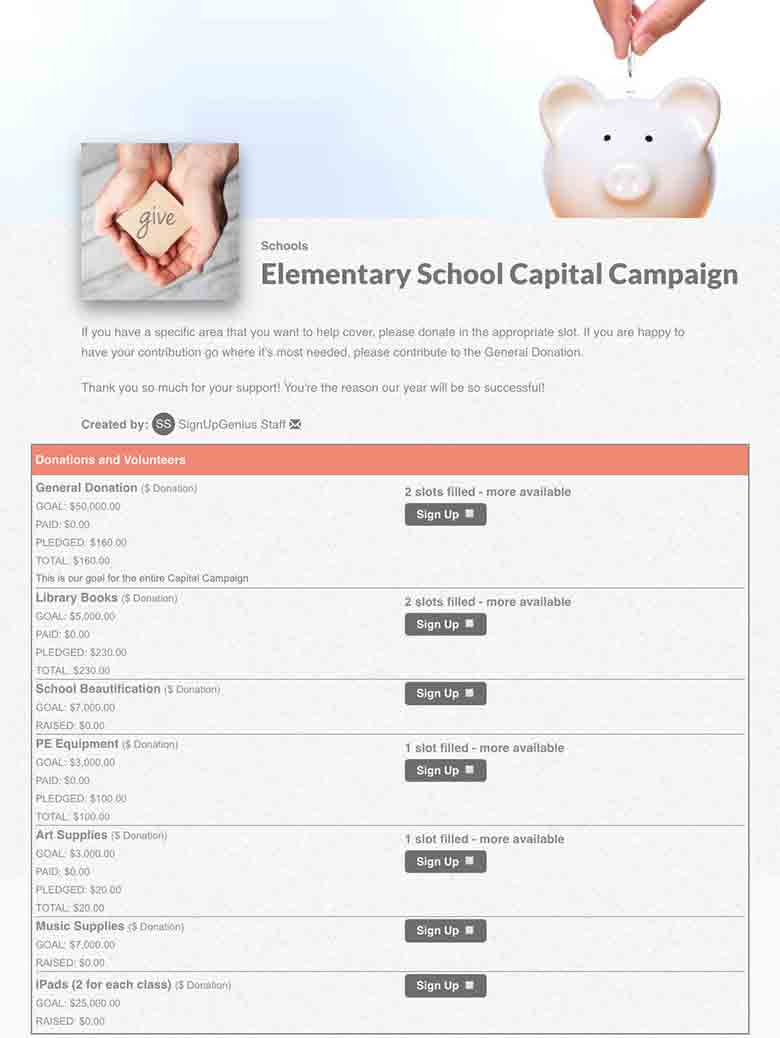 give
Schools
Elementary School Capital Campaign
If you have a specific area that you want to help cover, please donate in the appropriate slot. If you are happy to
have your contribution go where it's most needed, please contribute to the General Donation.
Thank you so much for your support! You're the reason our year will be so successful!
Created by: SS SignUpGenius Staff
Donations and Volunteers
General Donation ($ Donation)
GOAL: $50,000.00
PAID: $0.00
PLEDGED: $160.00
TOTAL: $160.00
This is our goal for the entire Capital Campaign
2 slots filled - more available
Sign Up
Library Books ($ Donation)
GOAL: $5,000.00
PAID: $0.00
PLEDGED: $230.00
TOTAL: $230.00
2 slots filled - more available
Sign Up
School Beautification ($ Donation)
GOAL: $7,000.00
RAISED: $0.00
Sign Up
PE Equipment ($ Donation)
GOAL: $3,000.00
PAID: $0.00
PLEDGED: $100.00
TOTAL: $100.00
1 slot filled - more available
Sign Up
Art Supplies ($ Donation)
GOAL: $3,000.00
PAID: $0.00
PLEDGED: $20.00
TOTAL: $20.00
1 slot filled - more available
Sign Up
Music Supplies ($ Donation)
GOAL: $7,000.00
RAISED: $0.00
Sign Up
iPads (2 for each class) ($ Donation)
GOAL: $25,000.00
RAISED: $0.00
Sign Up